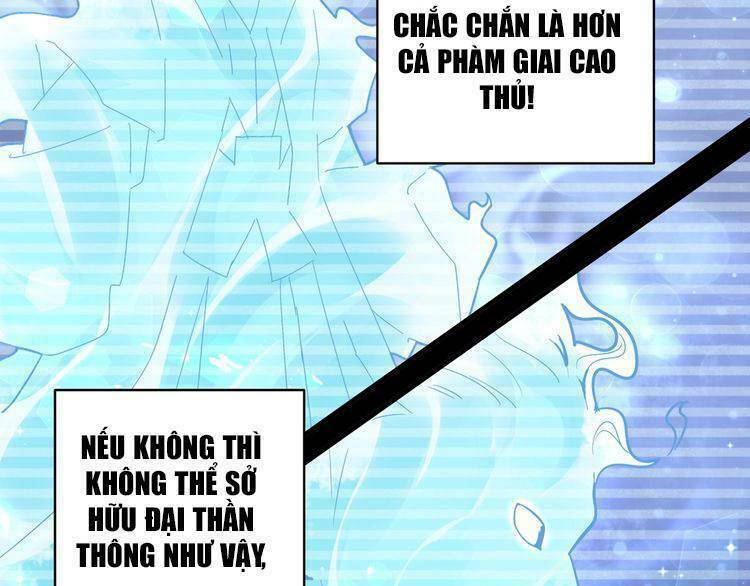 CHẮC CHẮN LÀ HƠN
CẢ PHÀM GIAI CAO
THỦ!
NẾU KHÔNG THÌ
KHÔNG THỂ SỞ
HỮU ĐẠI THẦN
THÔNG NHƯ VẬY,